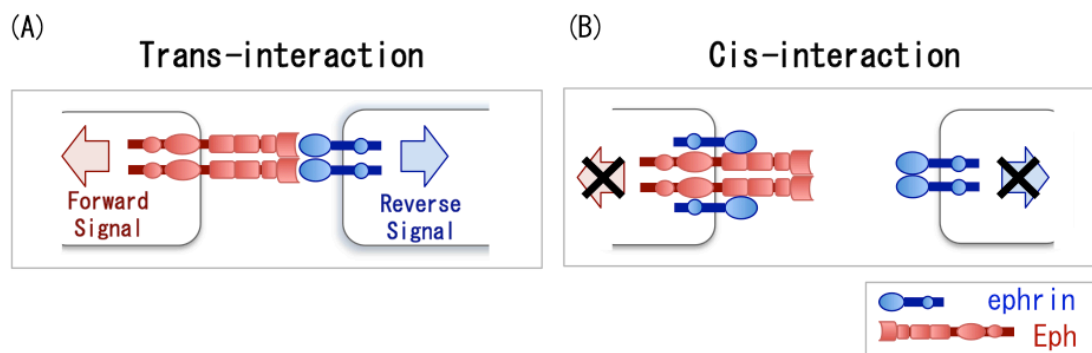 (A)
Trans-interaction
Forward
Signal
Reverse
Signal
(B)
Cis-interaction
ephrin
Eph